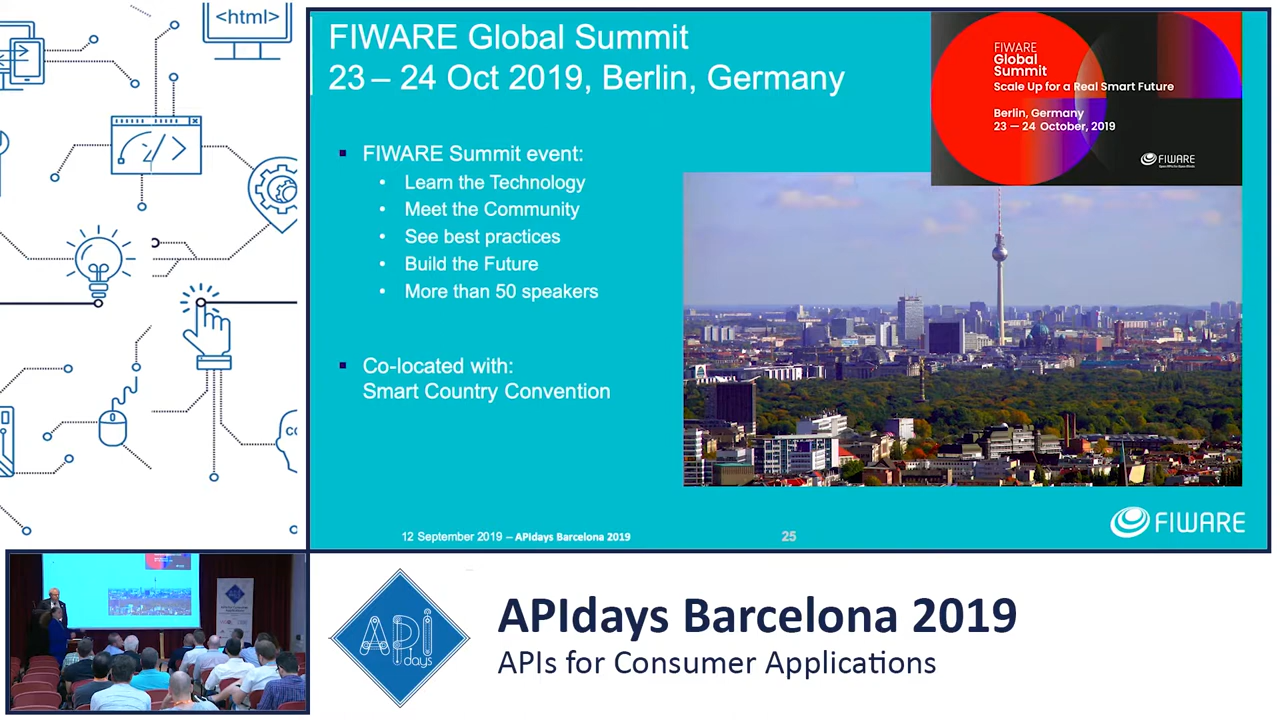 <html>
FIWARE Global Summit
23 – 24 Oct 2019, Berlin, Germany
FIWARE
Global
Summit
Scale Up for a Real Smart Future
Berlin, Germany
23 — 24 October, 2019
FIWARE
FIWARE Summit event:
Learn the Technology
Meet the Community
See best practices
Build the Future
More than 50 speakers
Co-located with:
Smart Country Convention
FIWARE
12 September 2019 – APIdays Barcelona 2019
25
API
days
APIdays Barcelona 2019
APIs for Consumer Applications